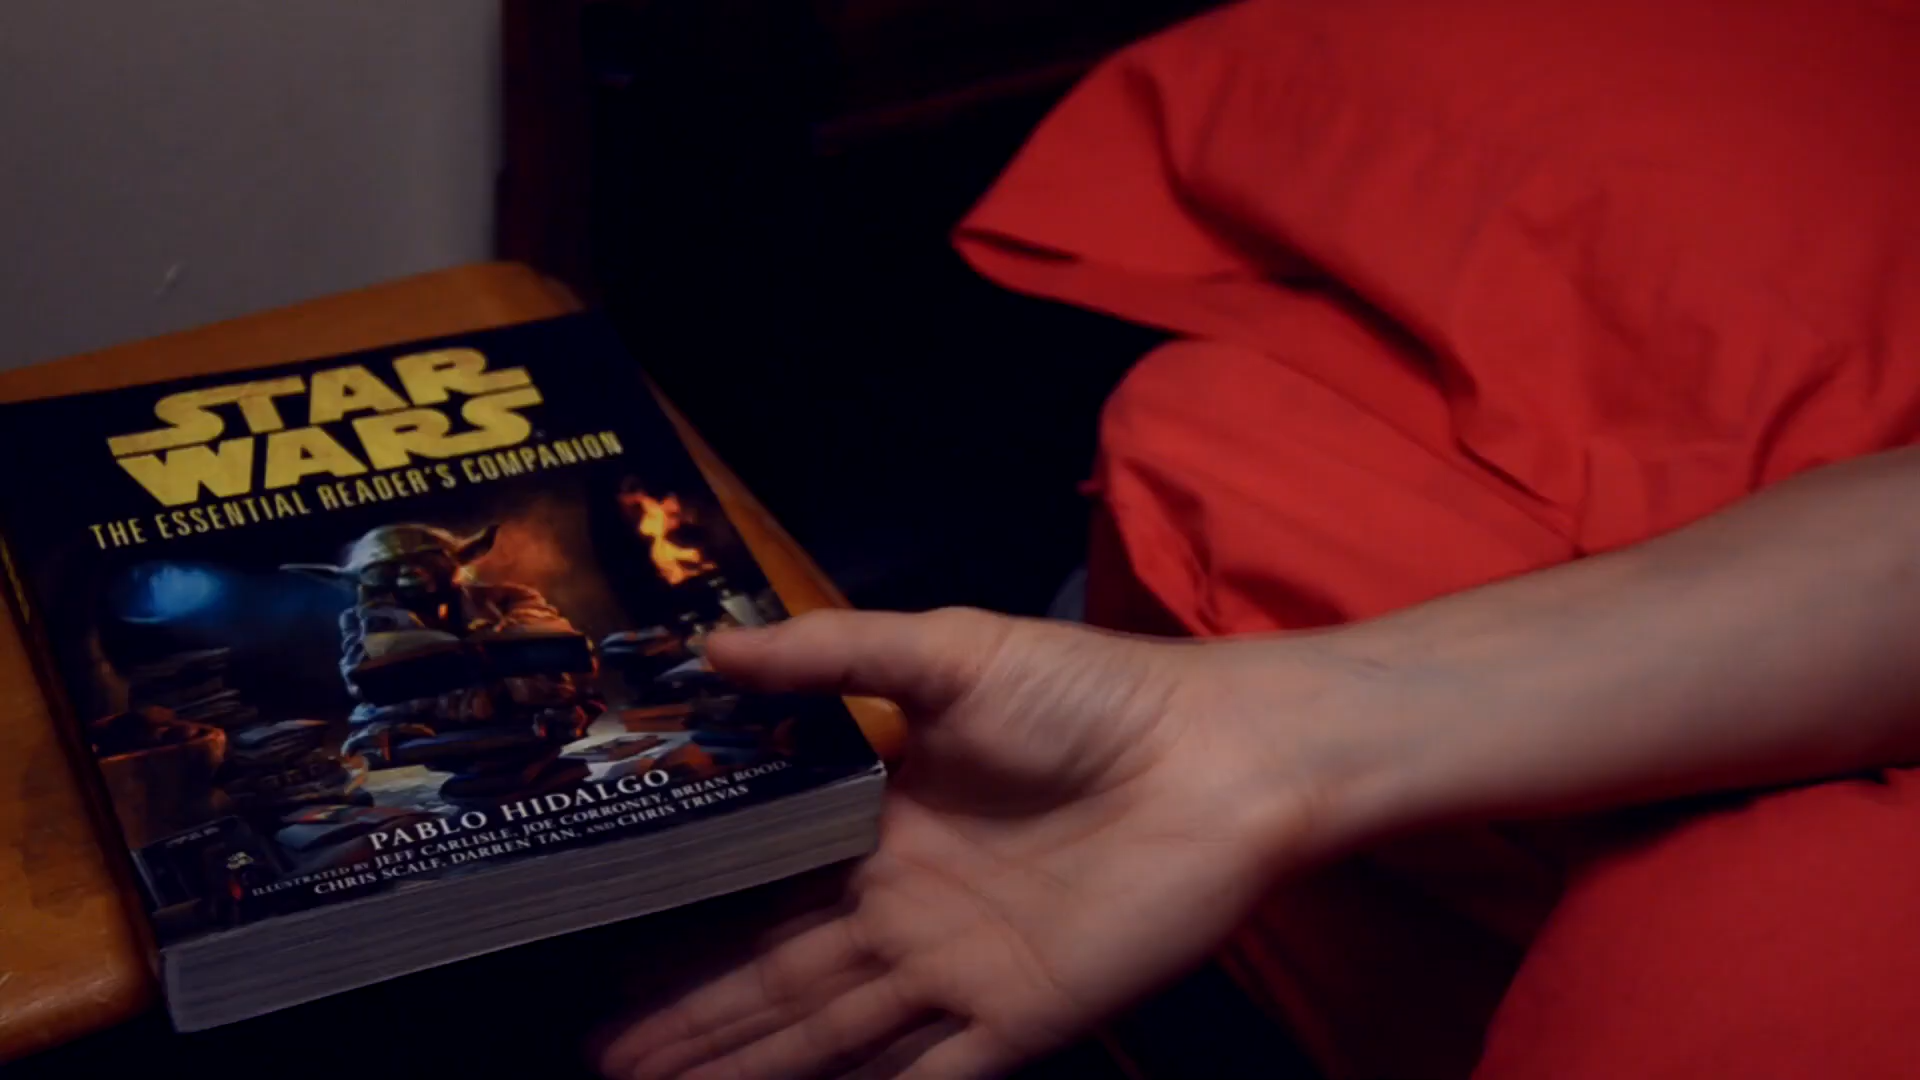 STAR
WARS
THE ESSENTIAL READER'S COMPANION
PABLO HIDALGO
ILLUSTRATED BY JEFF CARLISLE, JOE CORRONEY, BRIAN ROOD,
CHRIS SCALF, DARREN TAN, AND CHRIS TREVAS